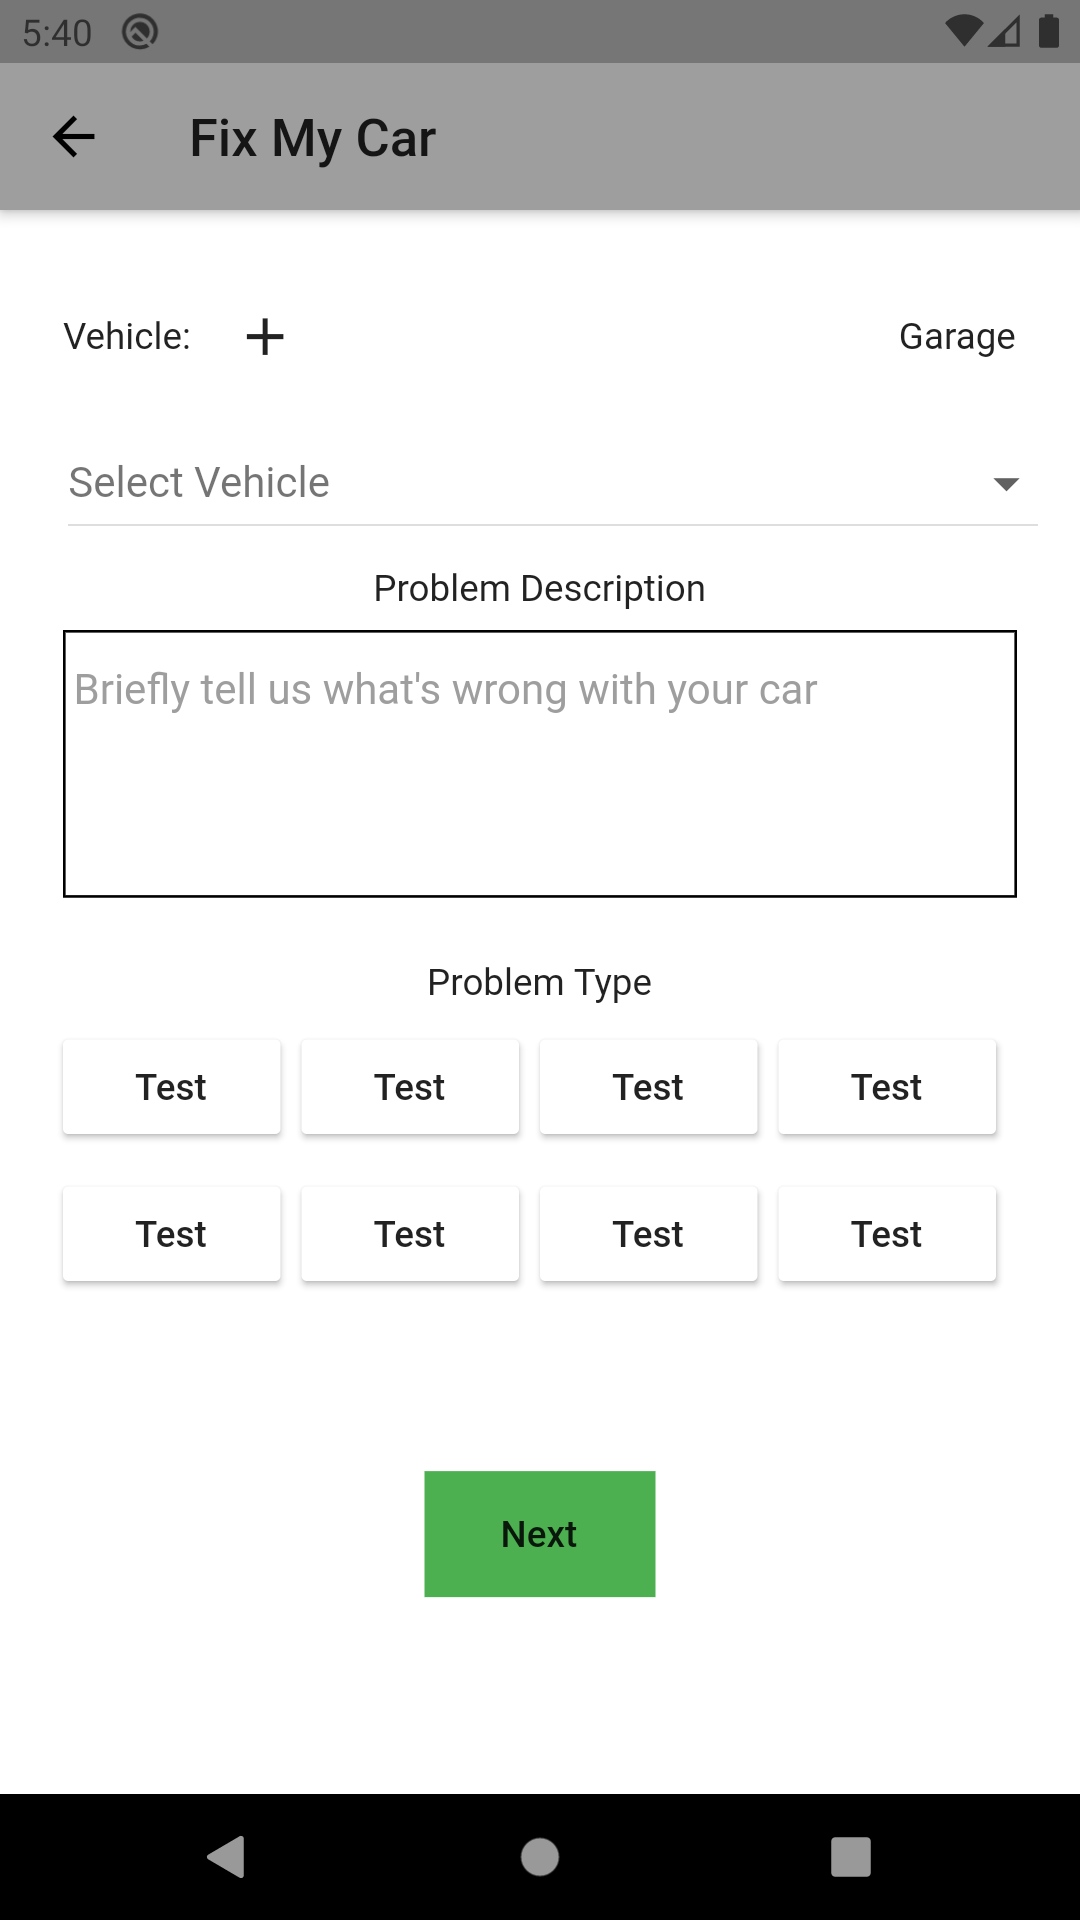 5:40
Fix My Car
Vehicle: + Garage
Select Vehicle
Problem Description
Briefly tell us what's wrong with your car
Problem Type
Test Test Test Test
Test Test Test Test
Next